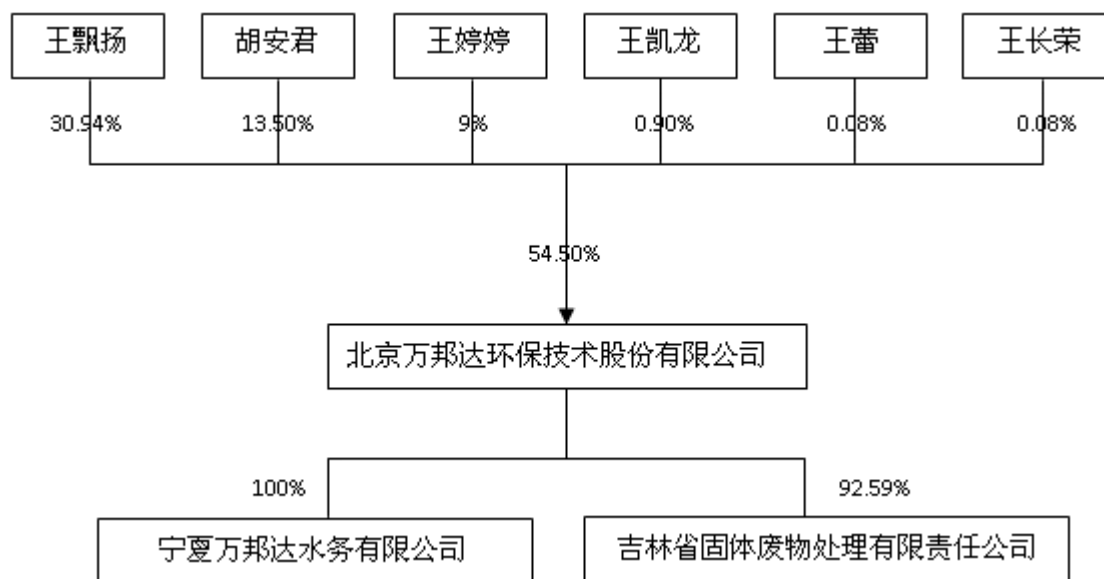 王飘扬 胡安君 王婷婷 王凯龙 王蕾 王长荣
30.94% 13.50% 9% 0.90% 0.08% 0.08%
54.50%
北京万邦达环保技术股份有限公司
100% 92.59%
宁夏万邦达水务有限公司 吉林省固体废物处理有限责任公司